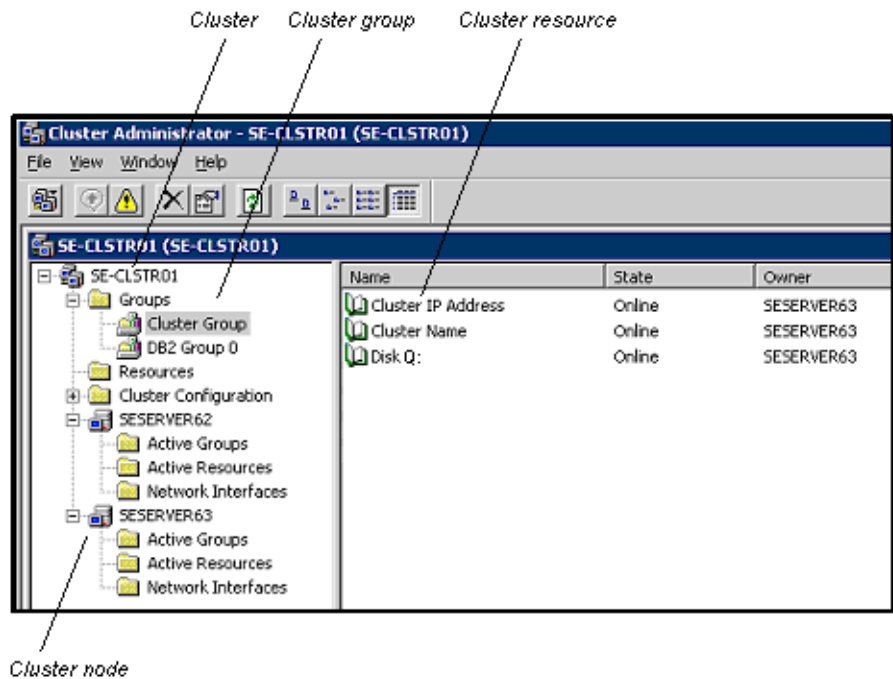 Cluster Cluster group Cluster resource
Cluster Administrator - SE-CLSTR01 (SE-CLSTR01)
File View Window Help
SE-CLSTR01 (SE-CLSTR01)
SE-CLSTR01
Groups
Cluster Group
DB2 Group 0
Resources
Cluster Configuration
SESERVER62
Active Groups
Active Resources
Network Interfaces
SESERVER63
Active Groups
Active Resources
Network Interfaces
Name State Owner
Cluster IP Address Online SESERVER63
Cluster Name Online SESERVER63
Disk Q: Online SESERVER63
Cluster node